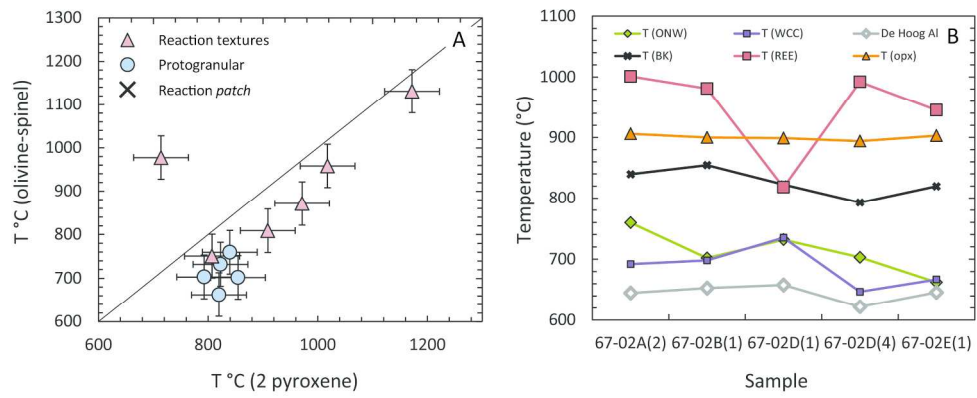 A
Reaction textures
Protogranular
Reaction patch
1300
1200
1100
1000
900
800
700
600
T °C (olivine-spinel)
600 800 1000 1200
T °C (2 pyroxene)
B
T (ONW) T (WCC) De Hoog Al
T (BK) T (REE) T (opx)
1100
1000
900
800
700
600
Temperature (°C)
67-02A(2) 67-02B(1) 67-02D(1) 67-02D(4) 67-02E(1)
Sample